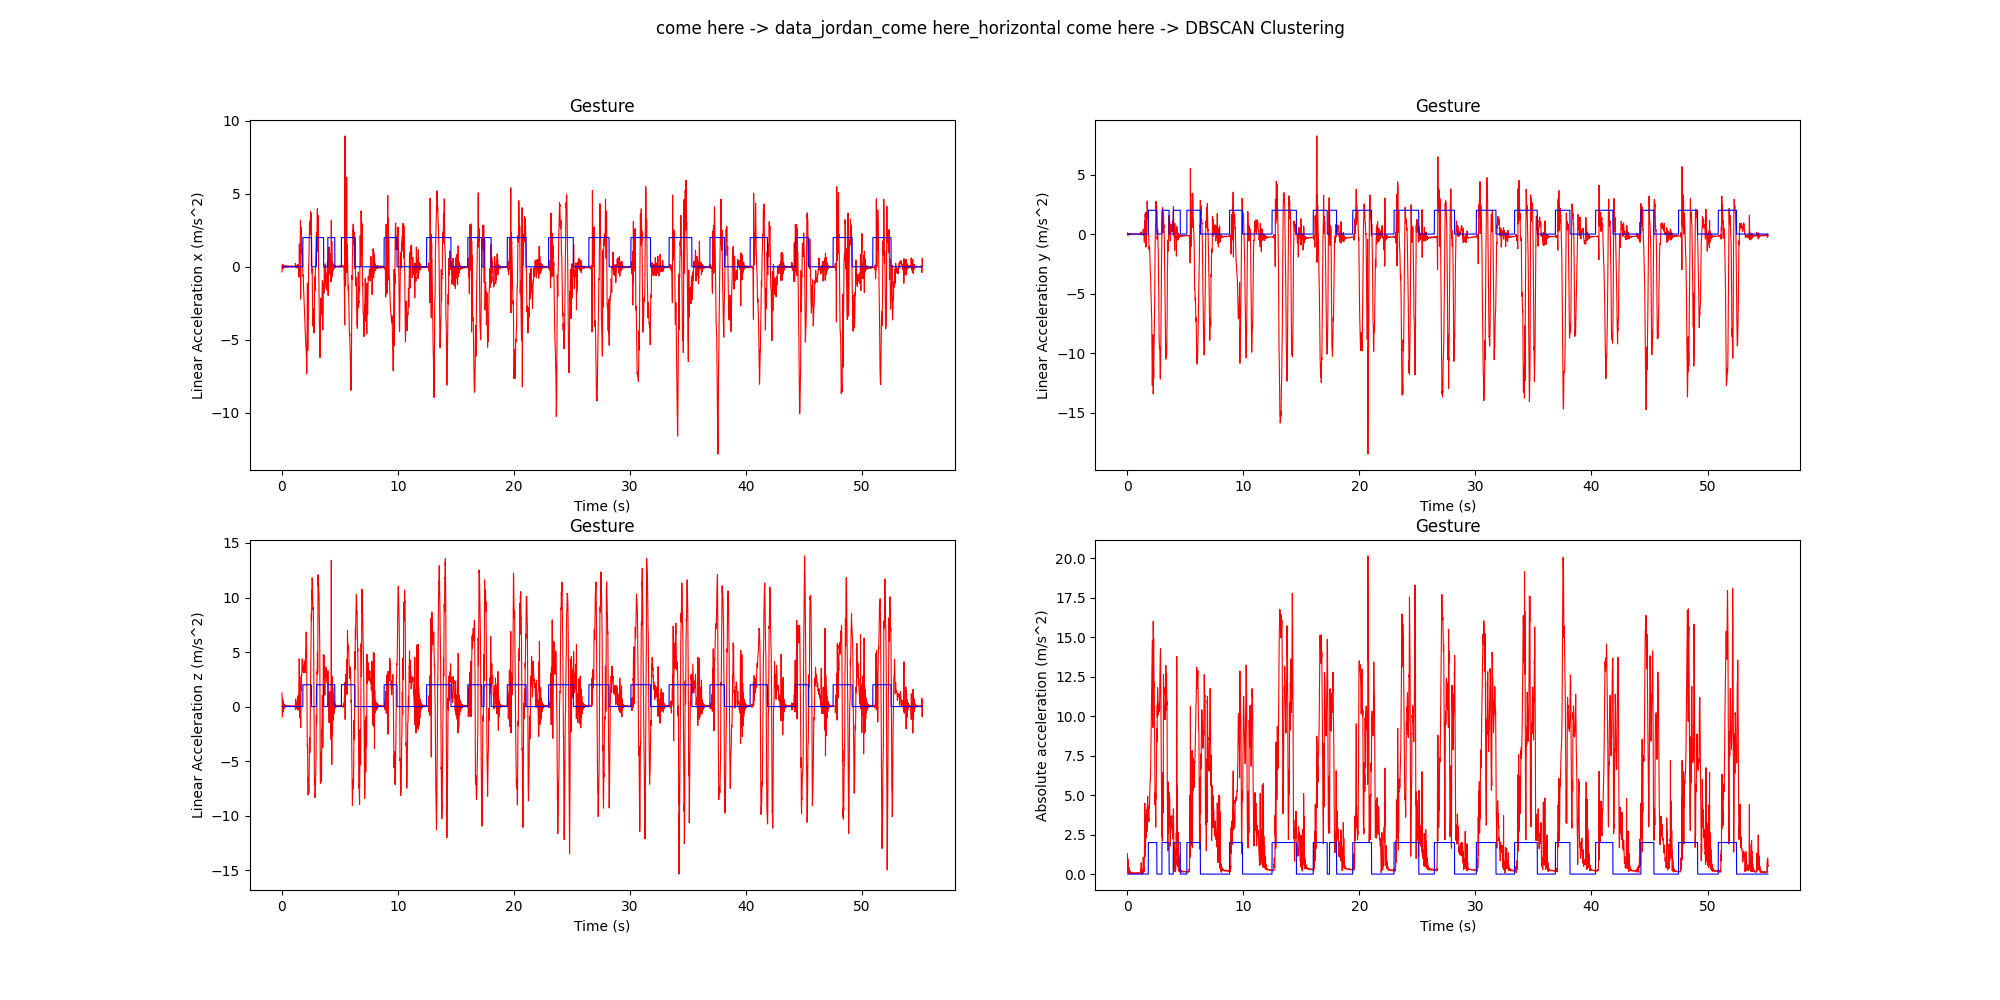 come here -> data_jordan_come here_horizontal come here -> DBSCAN Clustering
Gesture
10
5
0
−5
−10
Linear Acceleration x (m/s^2)
0 10 20 30 40 50
Time (s)
Gesture
5
0
−5
−10
−15
Linear Acceleration y (m/s^2)
0 10 20 30 40 50
Time (s)
Gesture
15
10
5
0
−5
−10
−15
Linear Acceleration z (m/s^2)
0 10 20 30 40 50
Time (s)
Gesture
20.0
17.5
15.0
12.5
10.0
7.5
5.0
2.5
0.0
Absolute acceleration (m/s^2)
0 10 20 30 40 50
Time (s)